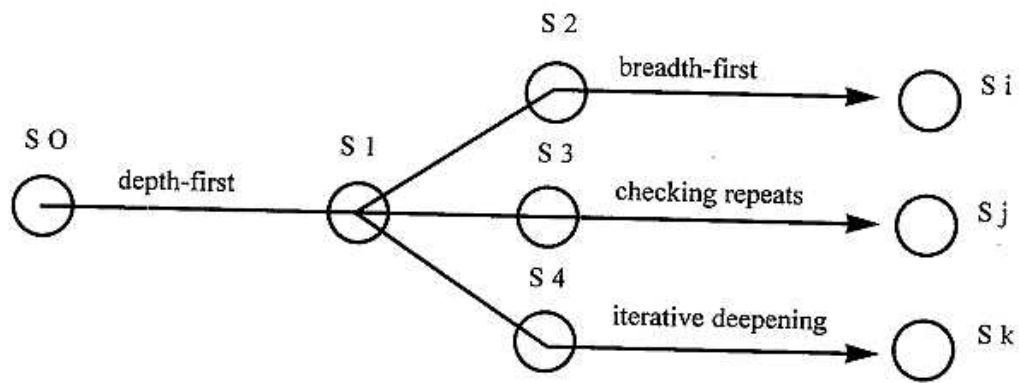 S 2
breadth-first
S i
S O
depth-first
S 1
S 3
checking repeats
S j
S 4
iterative deepening
S k